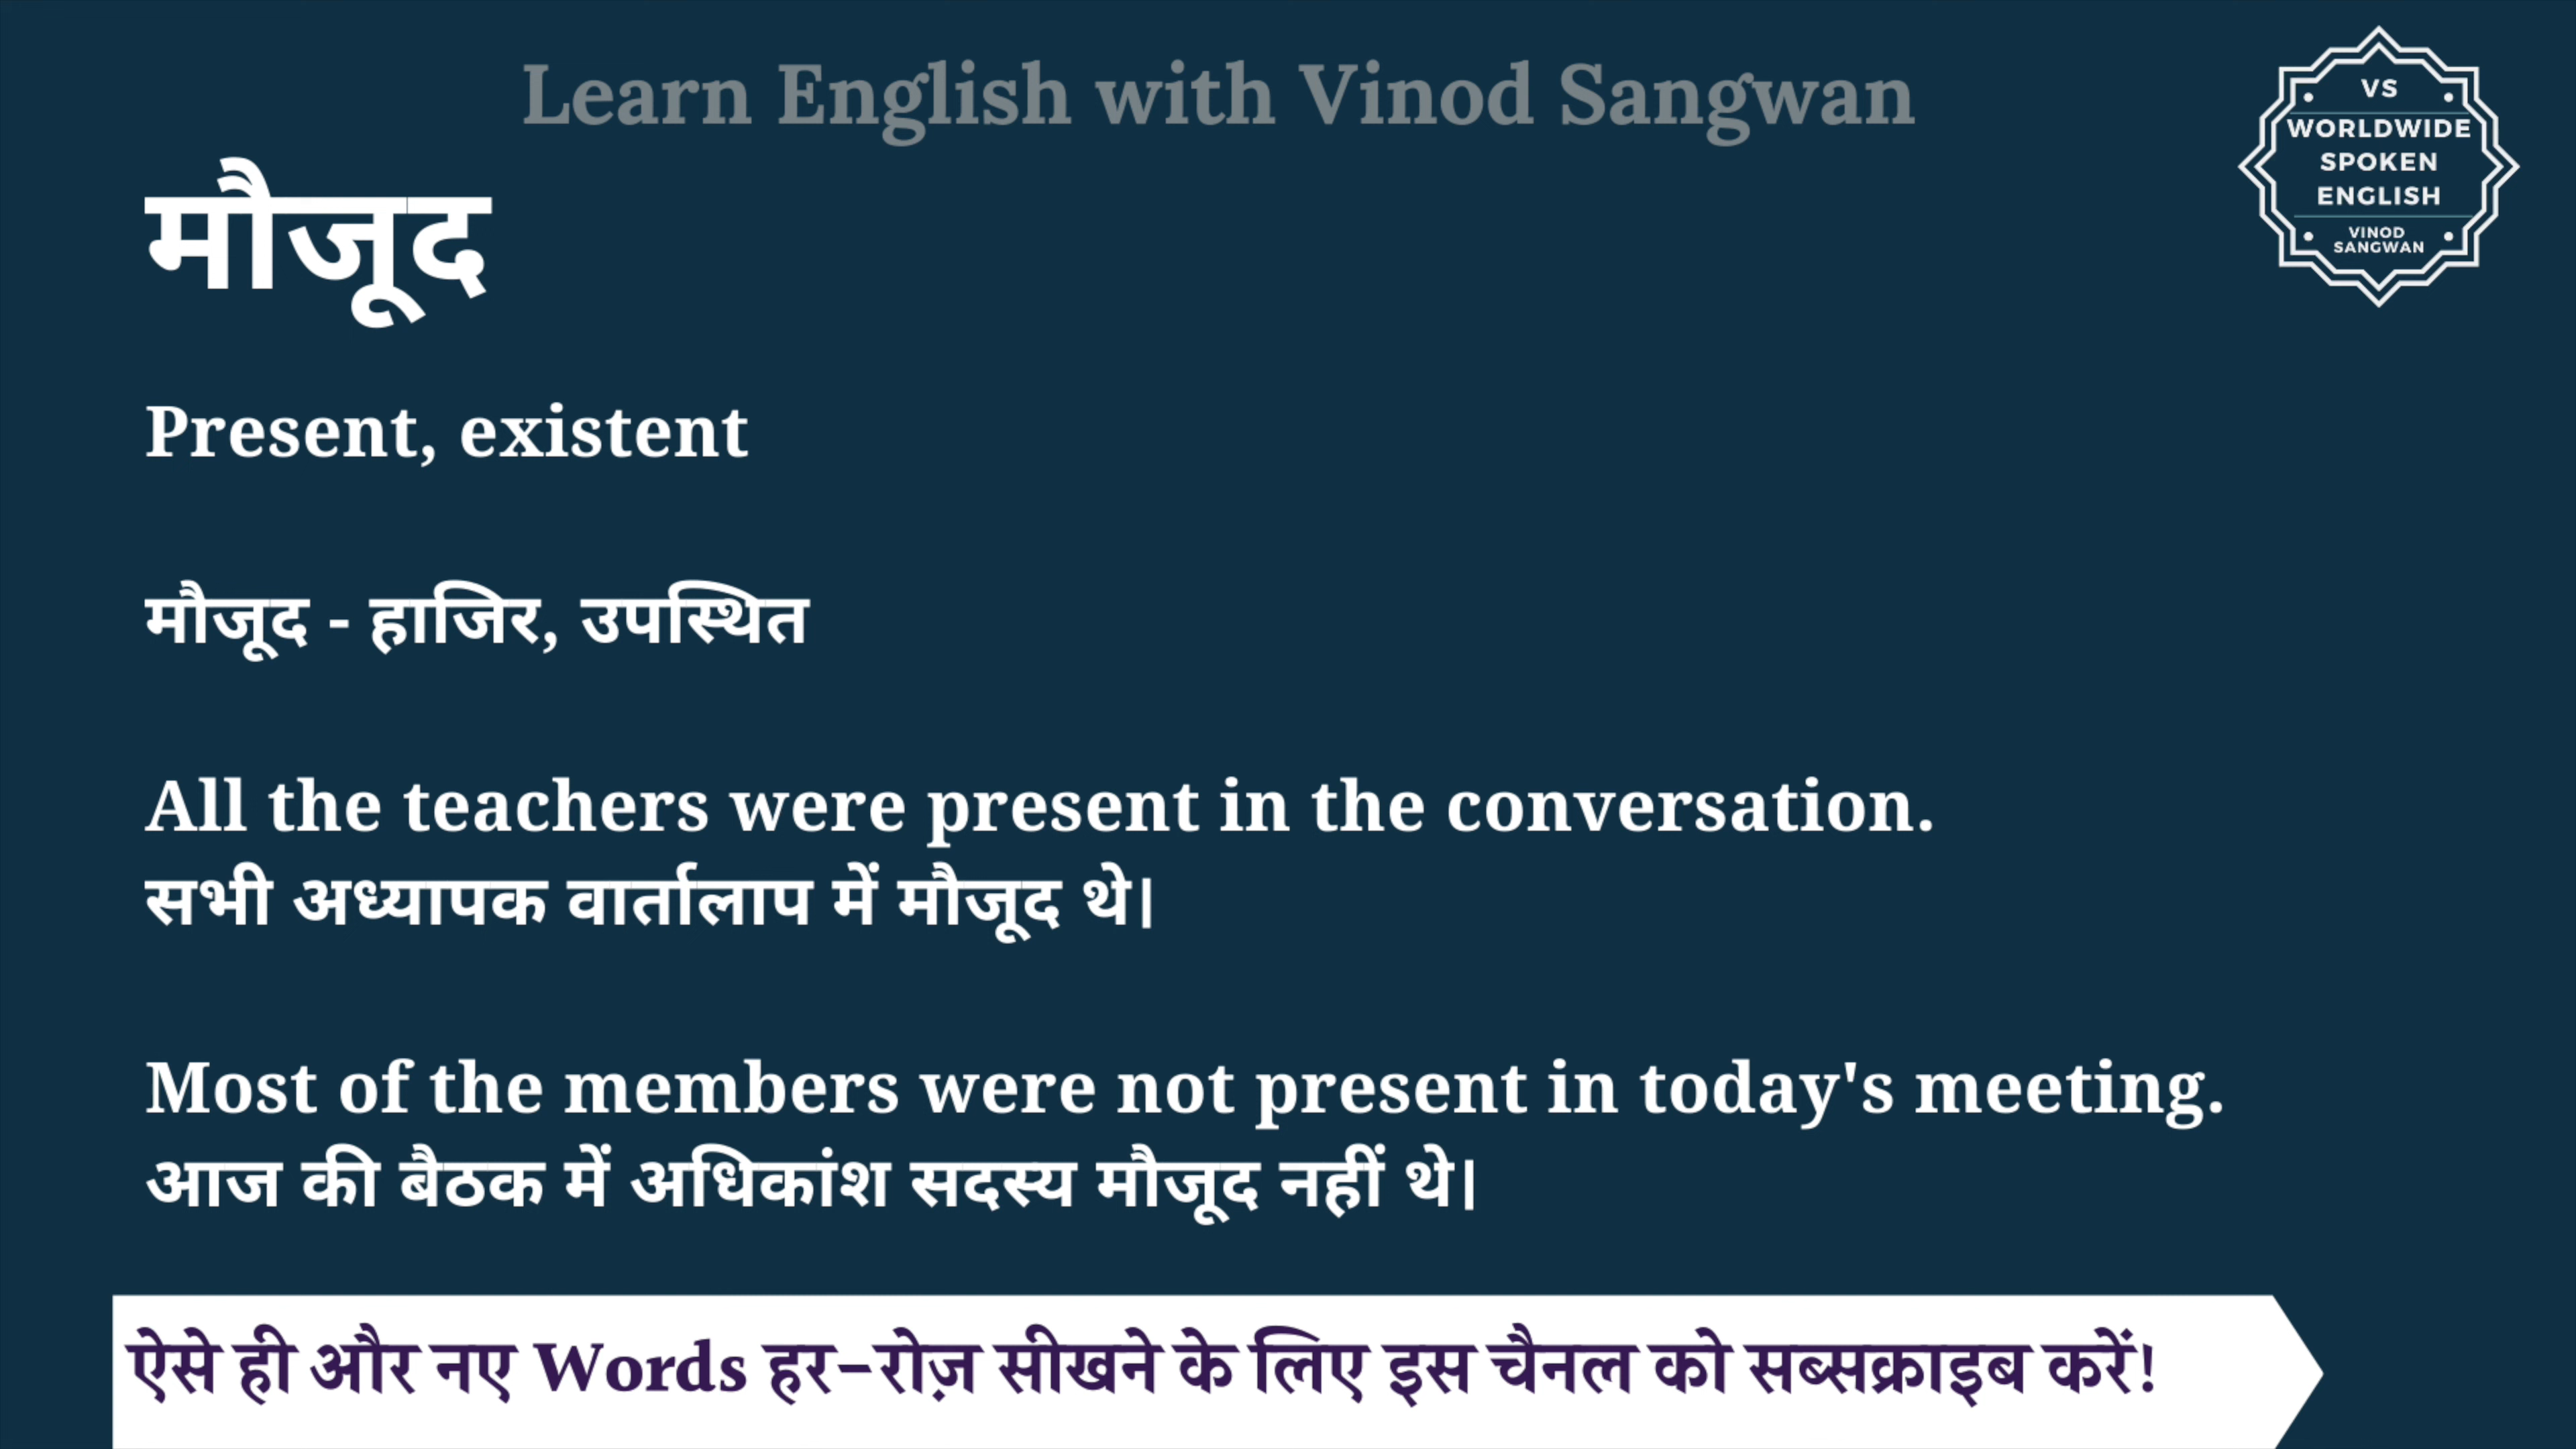 Learn English with Vinod Sangwan
VS
WORLDWIDE
SPOKEN
ENGLISH
VINOD
SANGWAN
मौजूद
Present, existent
मौजूद - हाजिर, उपस्थित
All the teachers were present in the conversation.
सभी अध्यापक वार्तालाप में मौजूद थे।
Most of the members were not present in today's meeting.
आज की बैठक में अधिकांश सदस्य मौजूद नहीं थे।
ऐसे ही और नए Words हर–रोज़ सीखने के लिए इस चैनल को सब्सक्राइब करें!